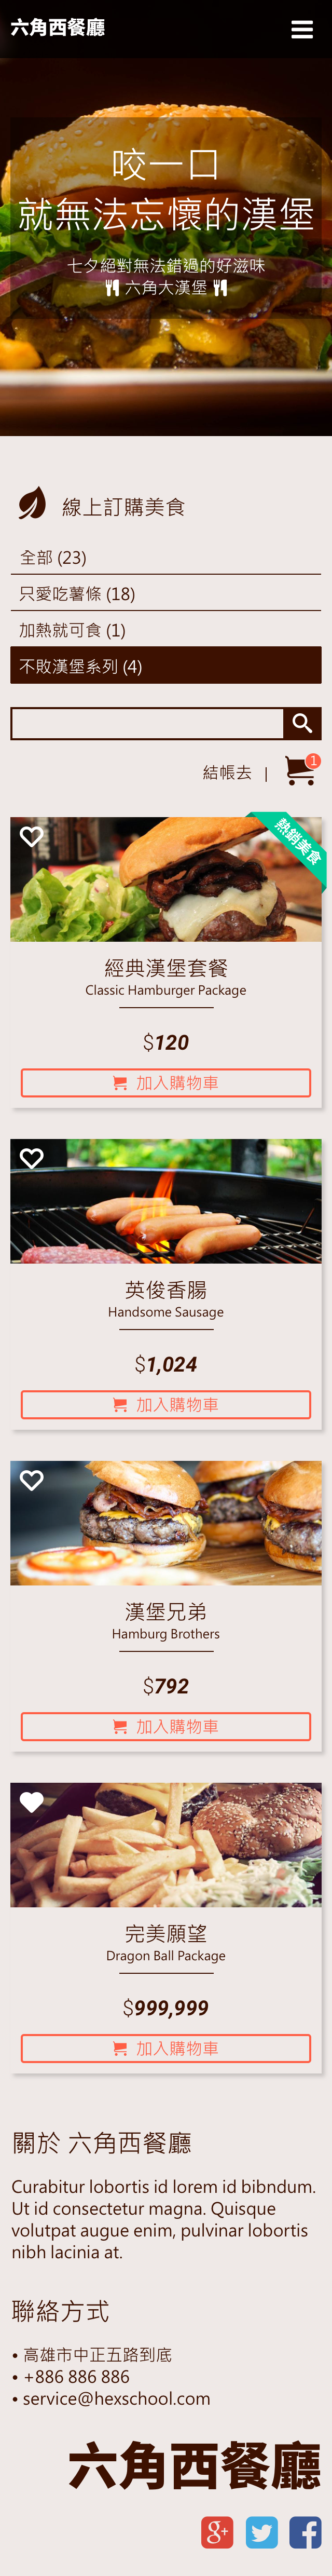 六角西餐廳
咬一口
就無法忘懷的漢堡
七夕絕對無法錯過的好滋味
六角大漢堡
線上訂購美食
全部 (23)
只愛吃薯條 (18)
加熱就可食 (1)
不敗漢堡系列 (4)
結帳去 |
1
熱銷美食
經典漢堡套餐
Classic Hamburger Package
$120
加入購物車
英俊香腸
Handsome Sausage
$1,024
加入購物車
漢堡兄弟
Hamburg Brothers
$792
加入購物車
完美願望
Dragon Ball Package
$999,999
加入購物車
關於 六角西餐廳
Curabitur lobortis id lorem id bibndum.
Ut id consectetur magna. Quisque
volutpat augue enim, pulvinar lobortis
nibh lacinia at.
聯絡方式
• 高雄市中正五路到底
• +886 886 886
• service@hexschool.com
六角西餐廳